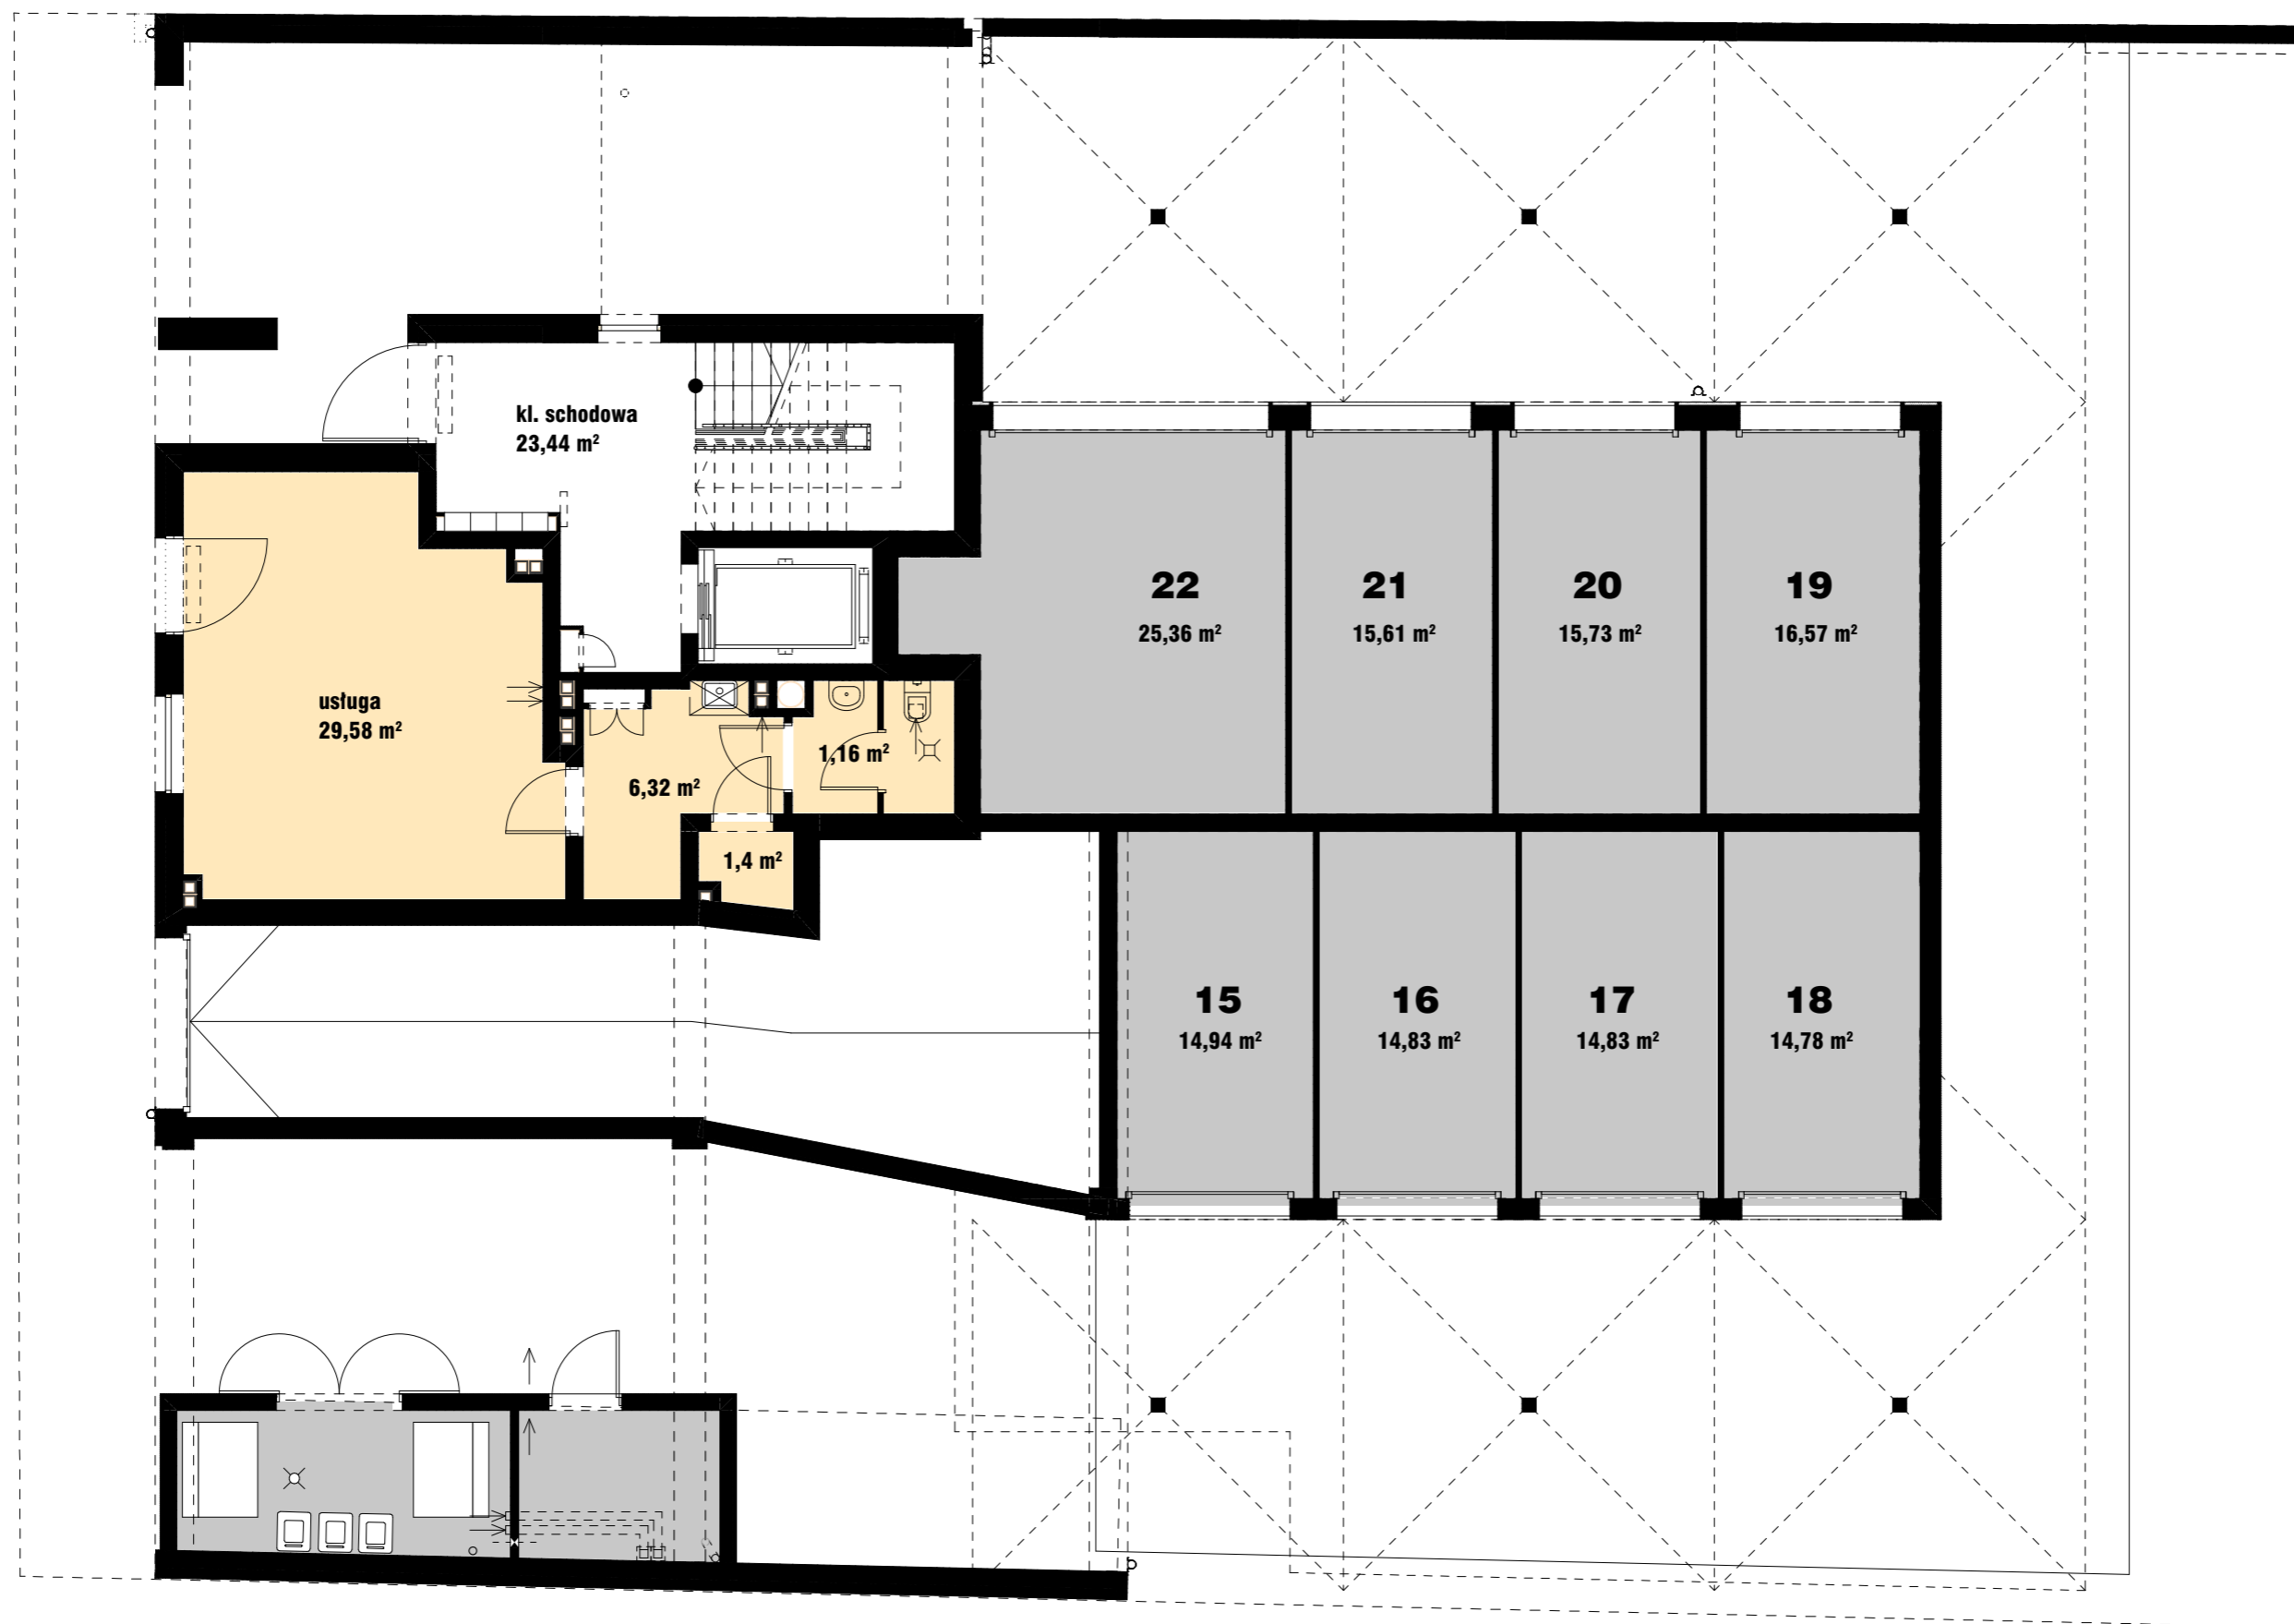 kl. schodowa
23,44 m²
22
25,36 m²
21
15,61 m²
20
15,73 m²
19
16,57 m²
usługa
29,58 m²
1,16 m²
6,32 m²
1,4 m²
15
14,94 m²
16
14,83 m²
17
14,83 m²
18
14,78 m²